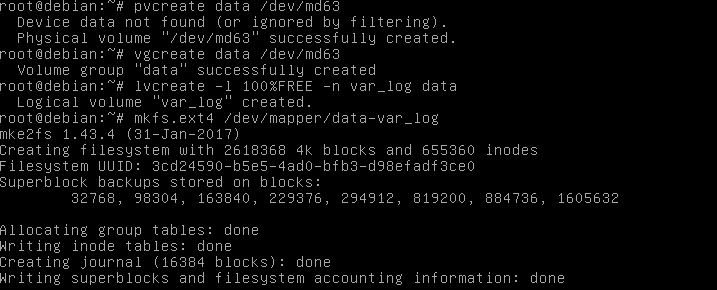 root@debian:~# pvcreate data /dev/md63
  Device data not found (or ignored by filtering).
  Physical volume "/dev/md63" successfully created.
root@debian:~# vgcreate data /dev/md63
  Volume group "data" successfully created
root@debian:~# lvcreate -l 100%FREE -n var_log data
  Logical volume "var_log" created.
root@debian:~# mkfs.ext4 /dev/mapper/data-var_log
mke2fs 1.43.4 (31-Jan-2017)
Creating filesystem with 2618368 4k blocks and 655360 inodes
Filesystem UUID: 3cd24590-b5e5-4ad0-bfb3-d98efadf3ce0
Superblock backups stored on blocks:
        32768, 98304, 163840, 229376, 294912, 819200, 884736, 1605632

Allocating group tables: done
Writing inode tables: done
Creating journal (16384 blocks): done
Writing superblocks and filesystem accounting information: done